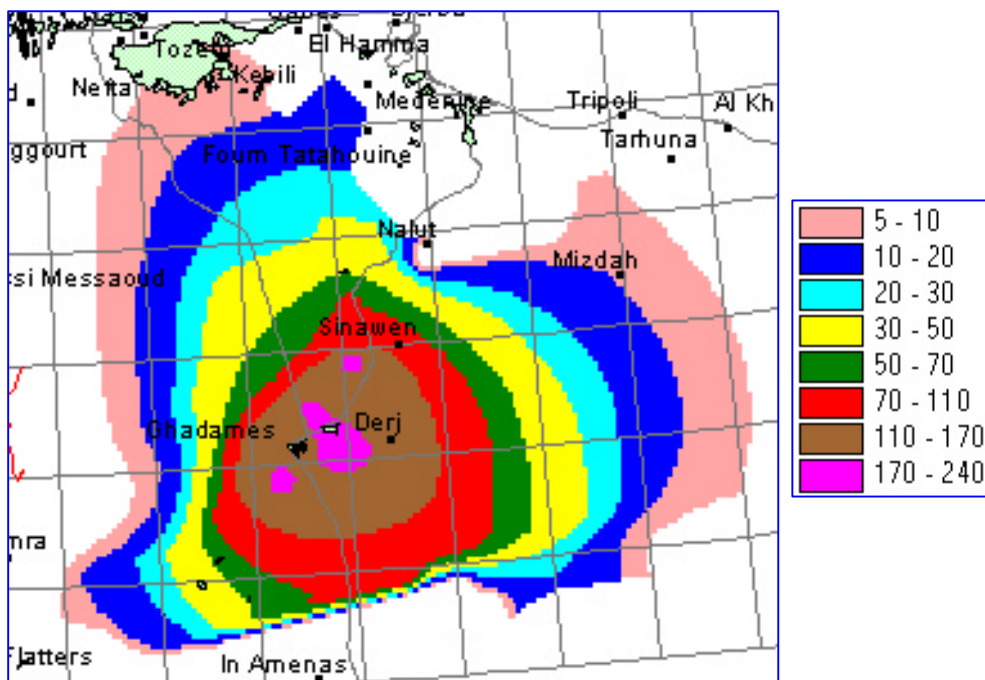 El Hamma
Tozeur
Kebili
Nefta
Medenine
Tripoli
Al Kh
Tarhuna
ggourt
Foum Tatahouine
Nalut
Mizdah
ssi Messaoud
Sinawen
Ghadames
Derj
mra
Flatters
In Amenas
5 - 10
10 - 20
20 - 30
30 - 50
50 - 70
70 - 110
110 - 170
170 - 240